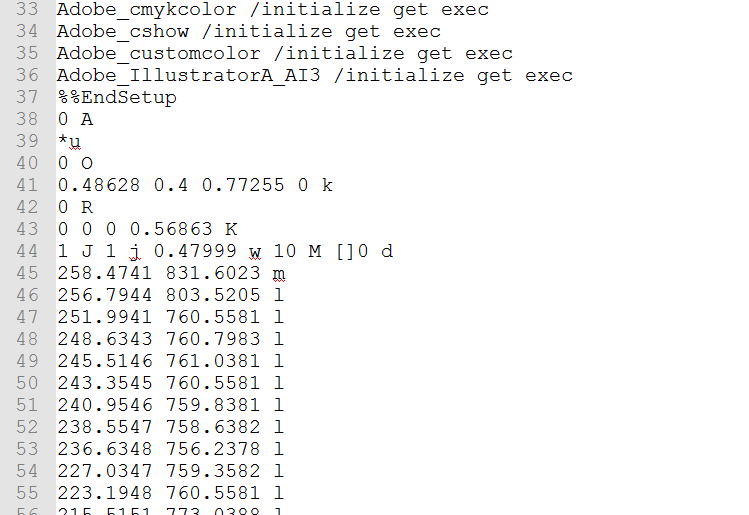 33 Adobe_cmykcolor /initialize get exec
34 Adobe_cshow /initialize get exec
35 Adobe_customcolor /initialize get exec
36 Adobe_IllustratorA_AI3 /initialize get exec
37 %%EndSetup
38 0 A
39 *u
40 0 O
41 0.48628 0.4 0.77255 0 k
42 0 R
43 0 0 0 0.56863 K
44 1 J 1 j 0.47999 w 10 M []0 d
45 258.4741 831.6023 m
46 256.7944 803.5205 l
47 251.9941 760.5581 l
48 248.6343 760.7983 l
49 245.5146 761.0381 l
50 243.3545 760.5581 l
51 240.9546 759.8381 l
52 238.5547 758.6382 l
53 236.6348 756.2378 l
54 227.0347 759.3582 l
55 223.1948 760.5581 l
56 215.5151 773.0388 l